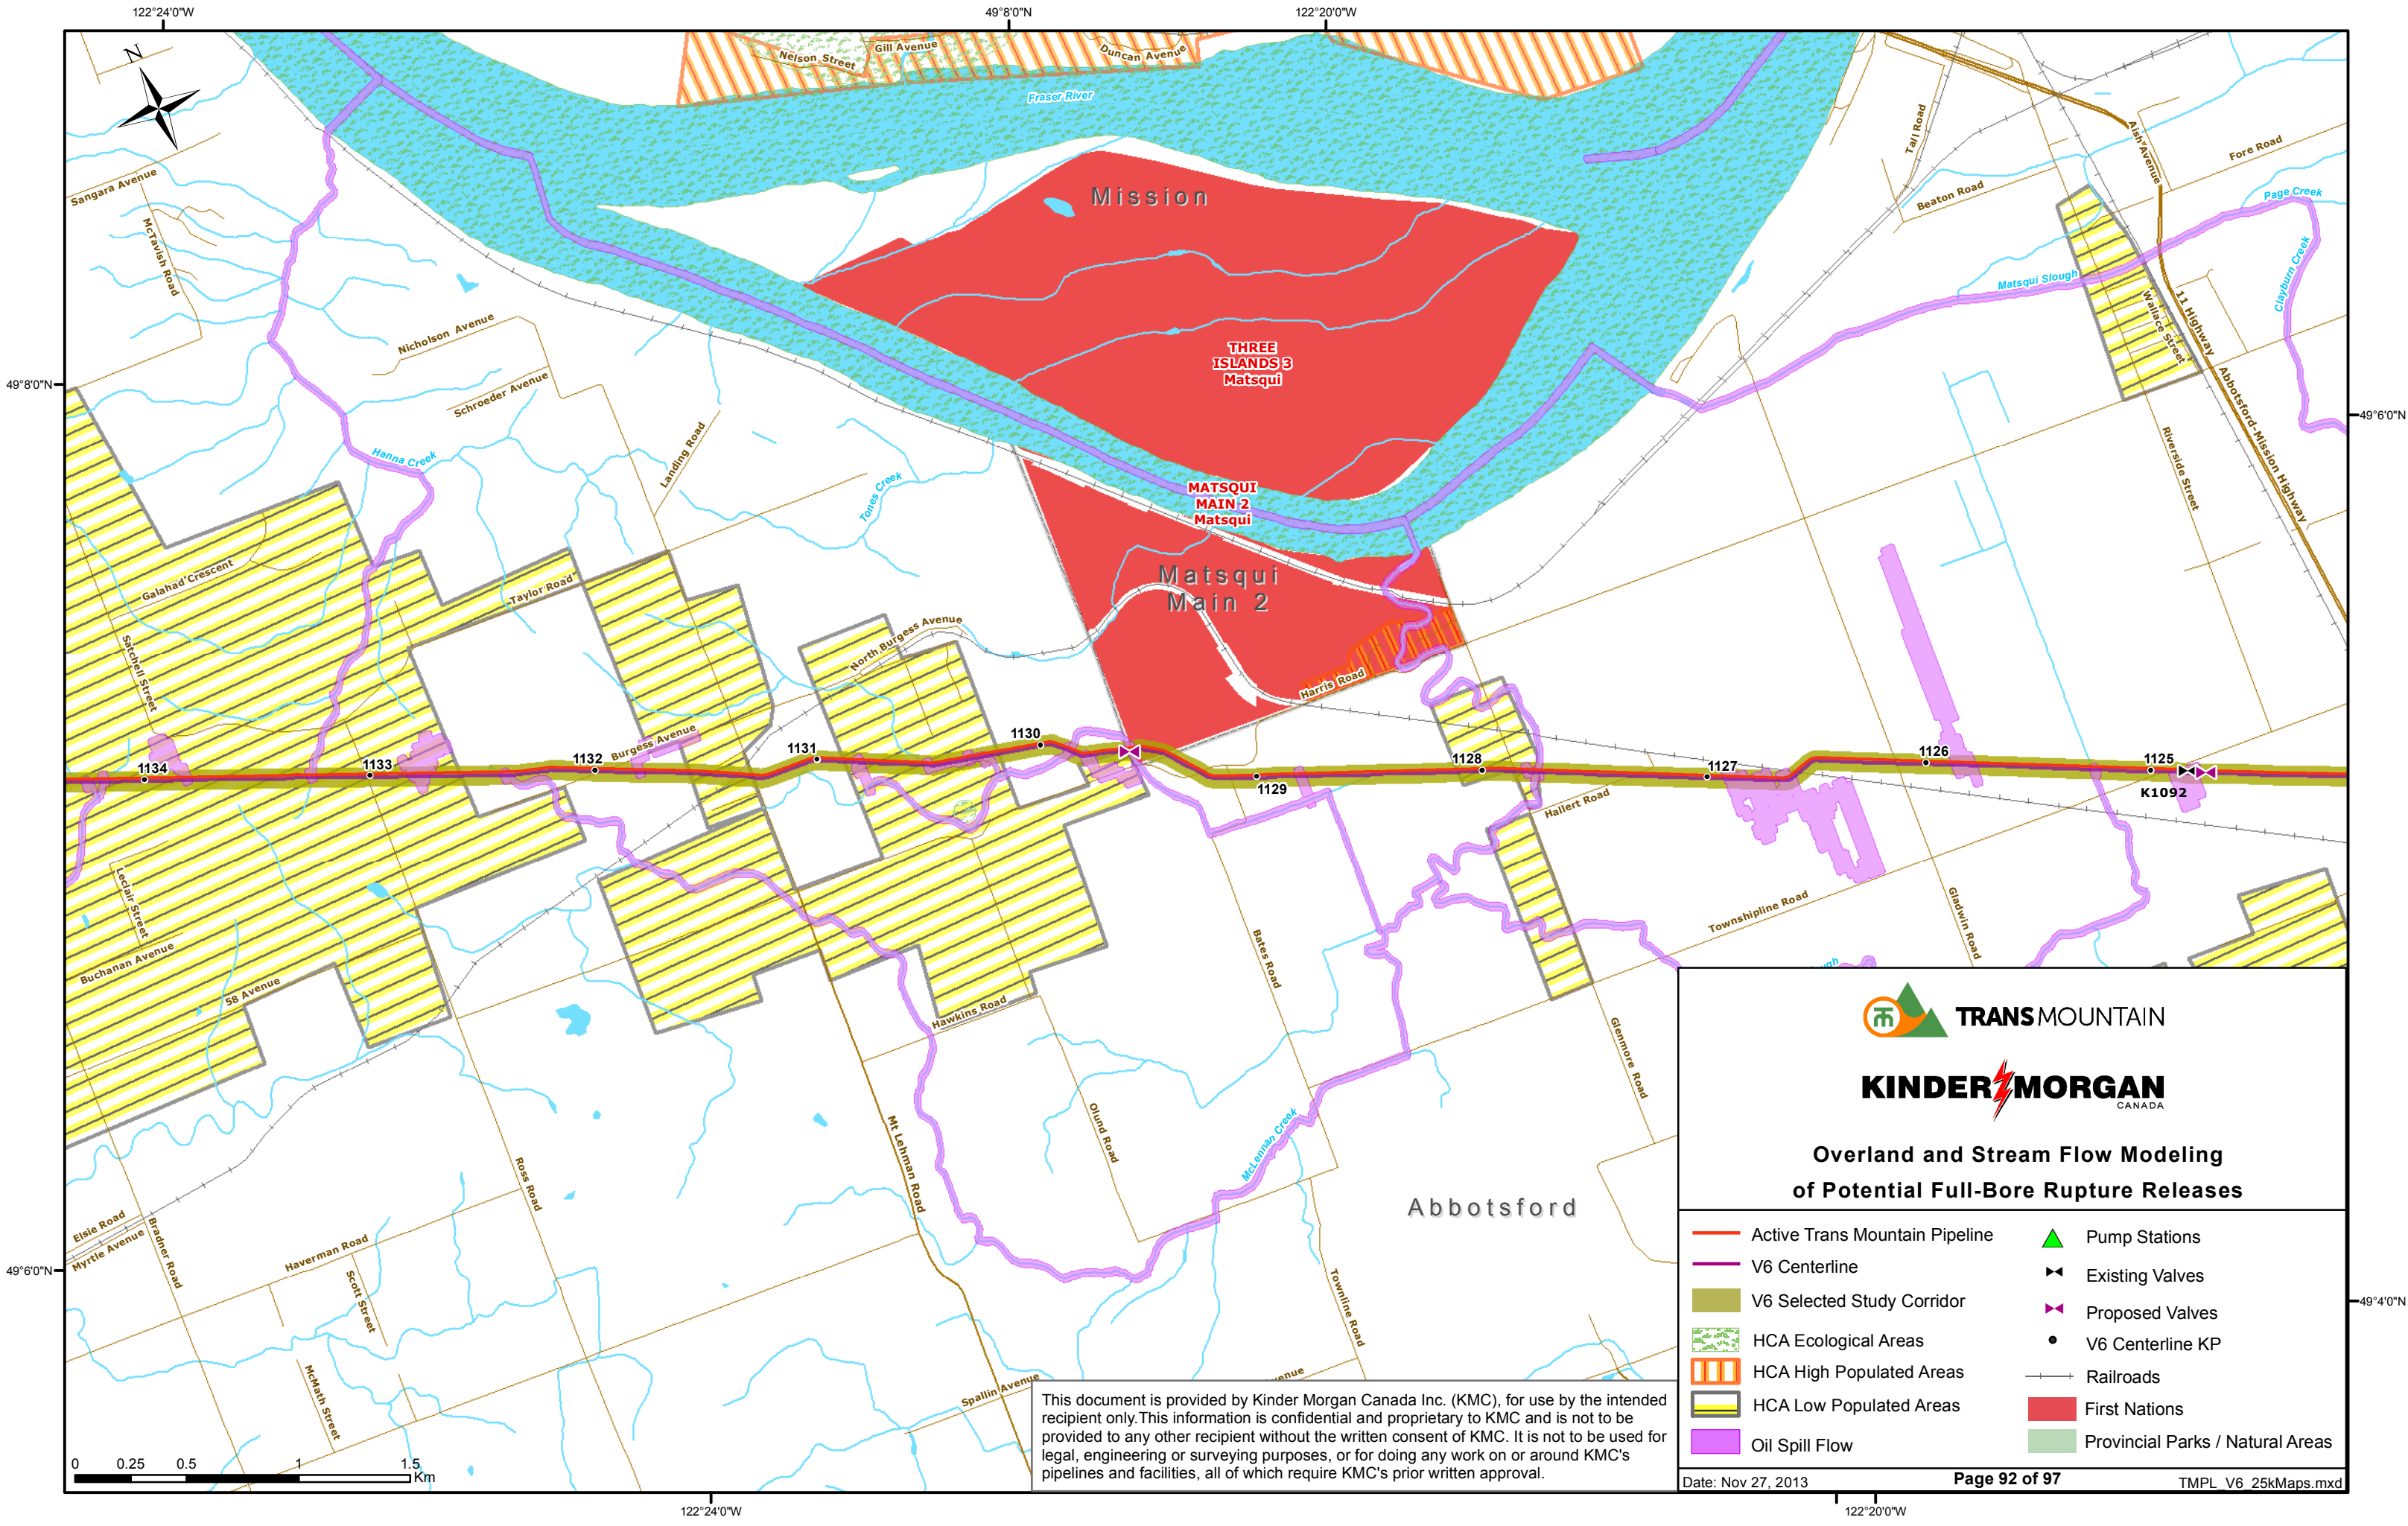 122°24'0"W
49°8'0"N
122°20'0"W
N
Nelson Street
Gill Avenue
Duncan Avenue
Fraser River
Sangara Avenue
McTavish Road
Mission
Tall Road
Beaton Road
Aish Avenue
Fore Road
Page Creek
Clayburn Creek
Matsqui Slough
Wallace Street
11 Highway
Abbotsford-Mission Highway
Nicholson Avenue
Schroeder Avenue
THREE
ISLANDS 3
Matsqui
49°8'0"N
49°6'0"N
Hanna Creek
Landing Road
Tones Creek
Riverside Street
MATSQUI
MAIN 2
Matsqui
Matsqui
Main 2
Galahad Crescent
Taylor Road
North Burgess Avenue
Satchell Street
Harris Road
Burgess Avenue
1134
1133
1132
1131
1130
1129
1128
1127
1126
1125
K1092
Hallert Road
Leclair Street
Buchanan Avenue
58 Avenue
Bates Road
Townshipline Road
Gladwin Road
Hawkins Road
Glenmore Road
Olund Road
Mt Lehman Road
McLennan Creek
Ross Road
Abbotsford
Elsie Road
Myrtle Avenue
Bradner Road
Haverman Road
Scott Street
McMath Street
Townline Road
Spallin Avenue
49°6'0"N
49°4'0"N
0 0.25 0.5 1 1.5
Km
This document is provided by Kinder Morgan Canada Inc. (KMC), for use by the intended
recipient only.This information is confidential and proprietary to KMC and is not to be
provided to any other recipient without the written consent of KMC. It is not to be used for
legal, engineering or surveying purposes, or for doing any work on or around KMC's
pipelines and facilities, all of which require KMC's prior written approval.
TRANSMOUNTAIN
KINDER MORGAN
CANADA
Overland and Stream Flow Modeling
of Potential Full-Bore Rupture Releases
Active Trans Mountain Pipeline
V6 Centerline
V6 Selected Study Corridor
HCA Ecological Areas
HCA High Populated Areas
HCA Low Populated Areas
Oil Spill Flow
Pump Stations
Existing Valves
Proposed Valves
V6 Centerline KP
Railroads
First Nations
Provincial Parks / Natural Areas
Date: Nov 27, 2013
Page 92 of 97
TMPL_V6_25kMaps.mxd
122°24'0"W
122°20'0"W